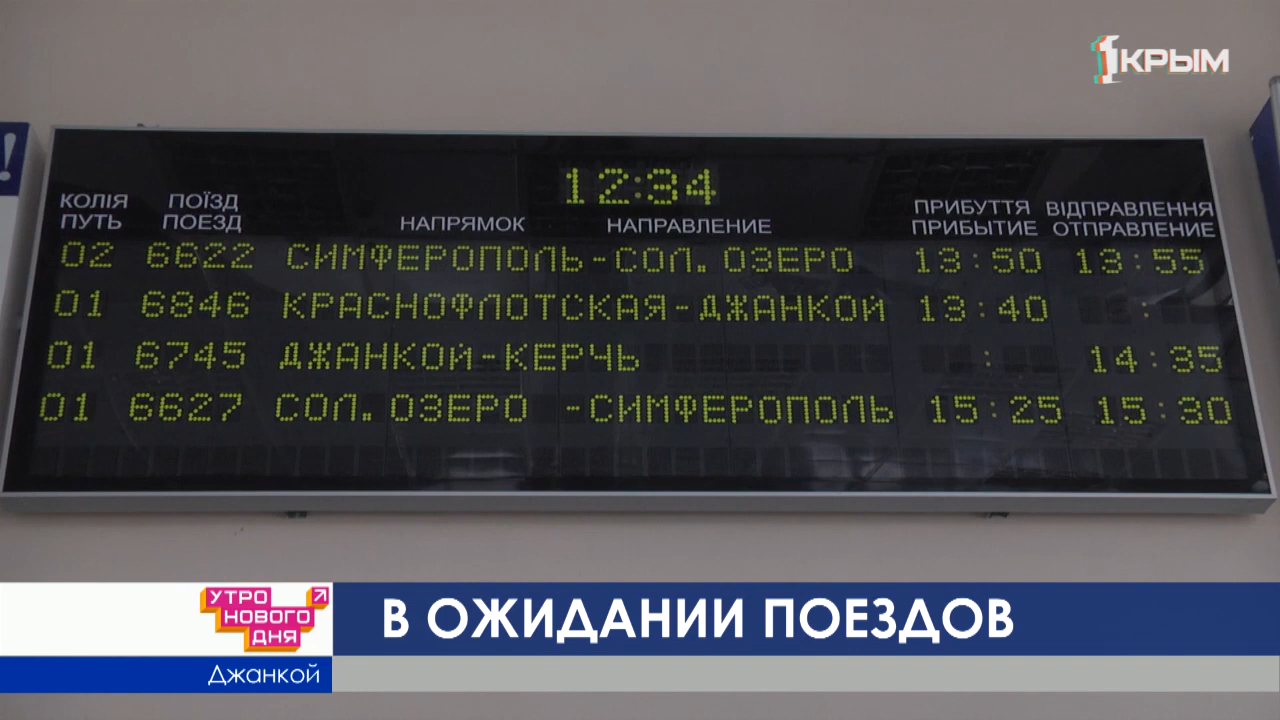 1КРЫМ
!
12:34
КОЛІЯ ПОЇЗД ПРИБУТТЯ ВІДПРАВЛЕННЯ
ПУТЬ ПОЕЗД НАПРЯМОК НАПРАВЛЕНИЕ ПРИБЫТИЕ ОТПРАВЛЕНИЕ
02 6622 СИМФЕРОПОЛЬ-СОЛ. ОЗЕРО 13:50 13:55
01 6846 КРАСНОФЛОТСКАЯ-ДЖАНКОЙ 13:40 :
01 6745 ДЖАНКОЙ-КЕРЧЬ : 14:35
01 6627 СОЛ. ОЗЕРО -СИМФЕРОПОЛЬ 15:25 15:30
УТРО
НОВОГО
ДНЯ
В ОЖИДАНИИ ПОЕЗДОВ
Джанкой